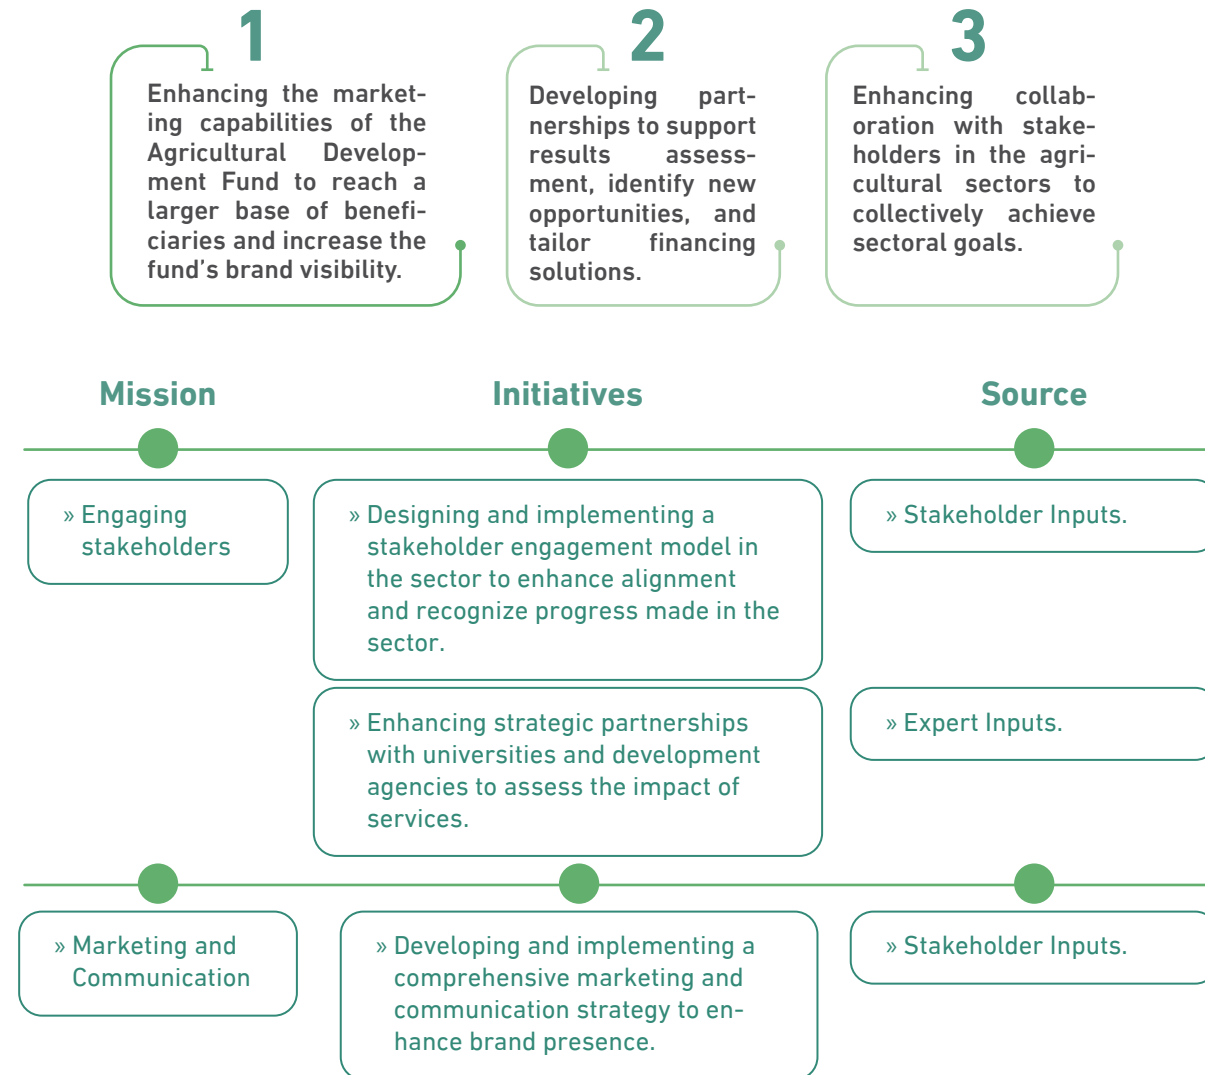 1
Enhancing the market-
ing capabilities of the
Agricultural Develop-
ment Fund to reach a
larger base of benefi-
ciaries and increase the
fund's brand visibility.
2
Developing part-
nerships to support
results assess-
ment, identify new
opportunities, and
tailor financing
solutions.
3
Enhancing collab-
oration with stake-
holders in the agri-
cultural sectors to
collectively achieve
sectoral goals.
Mission
Initiatives
Source
» Engaging
stakeholders
» Designing and implementing a
stakeholder engagement model in
the sector to enhance alignment
and recognize progress made in the
sector.
» Stakeholder Inputs.
» Enhancing strategic partnerships
with universities and development
agencies to assess the impact of
services.
» Expert Inputs.
» Marketing and
Communication
» Developing and implementing a
comprehensive marketing and
communication strategy to en-
hance brand presence.
» Stakeholder Inputs.